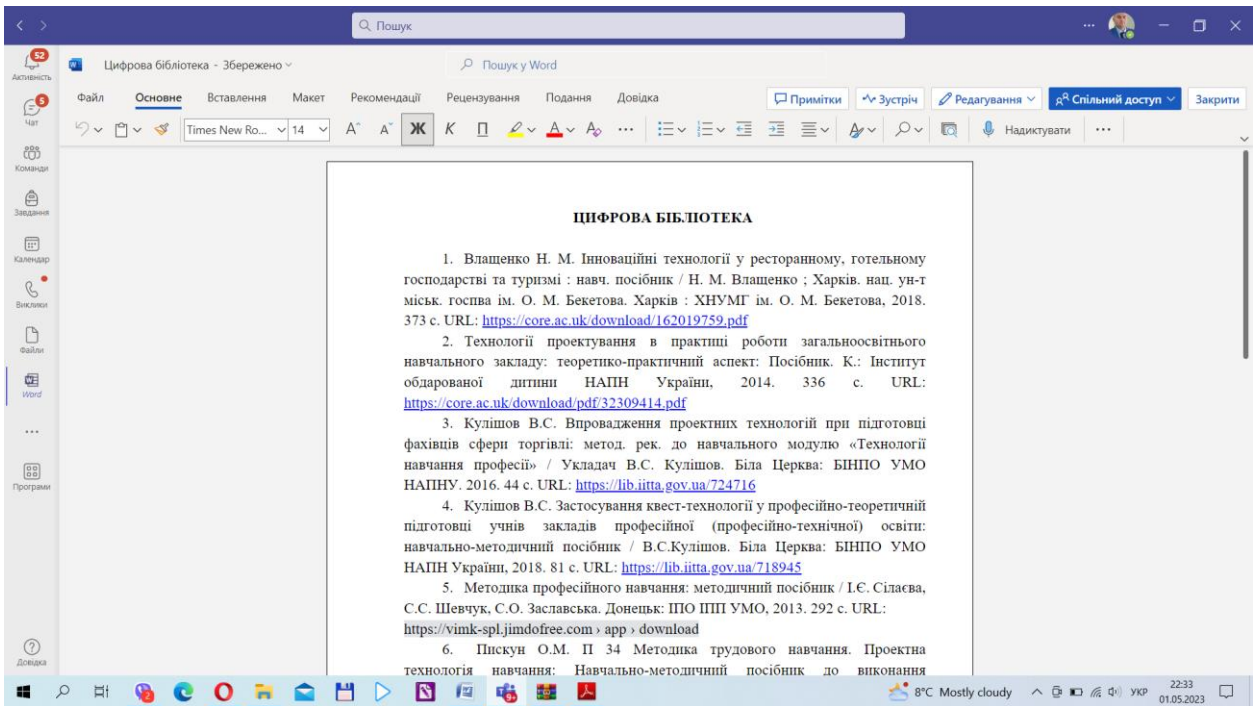 Пошук
52
Активність
Цифрова бібліотека - Збережено
Пошук у Word
9
Чат
Файл Основне Вставлення Макет Рекомендації Рецензування Подання Довідка Примітки Зустріч Редагування Спільний доступ Закрити
Times New Ro... 14 Ж К П Надиктувати
Команди
Завдання
Календар
Виклики
Файли
Word
Програми
Довідка
ЦИФРОВА БІБЛІОТЕКА
1. Влащенко Н. М. Інноваційні технології у ресторанному, готельному
господарстві та туризмі : навч. посібник / Н. М. Влащенко ; Харків. нац. ун-т
міськ. госпва ім. О. М. Бекетова. Харків : ХНУМГ ім. О. М. Бекетова, 2018.
373 с. URL: https://core.ac.uk/download/162019759.pdf
2. Технології проектування в практиці роботи загальноосвітнього
навчального закладу: теоретико-практичний аспект: Посібник. К.: Інститут
обдарованої дитини НАПН України, 2014. 336 с. URL:
https://core.ac.uk/download/pdf/32309414.pdf
3. Кулішов В.С. Впровадження проектних технологій при підготовці
фахівців сфери торгівлі: метод. рек. до навчального модулю «Технології
навчання професії» / Укладач В.С. Кулішов. Біла Церква: БІНПО УМО
НАПНУ. 2016. 44 с. URL: https://lib.iitta.gov.ua/724716
4. Кулішов В.С. Застосування квест-технології у професійно-теоретичній
підготовці учнів закладів професійної (професійно-технічної) освіти:
навчально-методичний посібник / В.С.Кулішов. Біла Церква: БІНПО УМО
НАПН України, 2018. 81 с. URL: https://lib.iitta.gov.ua/718945
5. Методика професійного навчання: методичний посібник / І.Є. Сілаєва,
С.С. Шевчук, С.О. Заславська. Донецьк: ІПО ІПП УМО, 2013. 292 с. URL:
https://vimk-spl.jimdofree.com › app › download
6. Пискун О.М. П 34 Методика трудового навчання. Проектна
технологія навчання: Навчально-методичний посібник до виконання
8°C Mostly cloudy УКР 22:33
01.05.2023